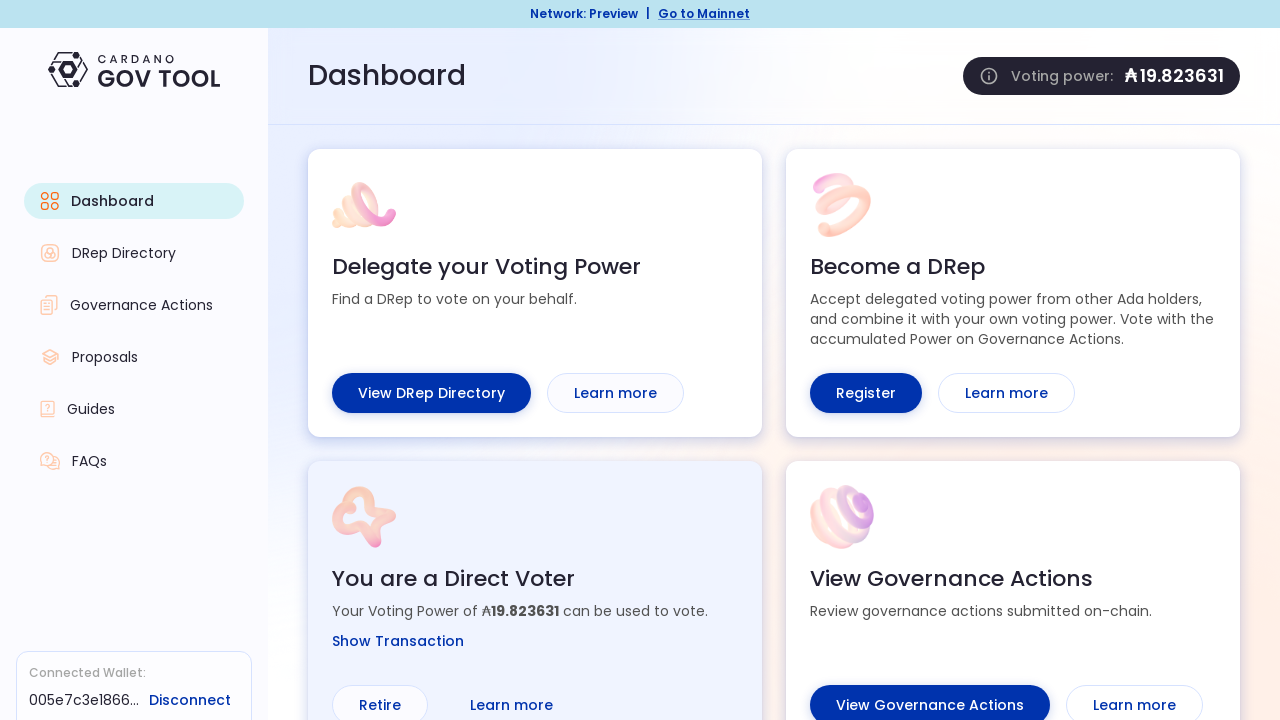 Network: Preview | Go to Mainnet
CARDANO
GOV TOOL
Dashboard
DRep Directory
Governance Actions
Proposals
Guides
FAQs
Connected Wallet:
005e7c3e1866... Disconnect
Dashboard
Voting power: ₳19.823631
Delegate your Voting Power
Find a DRep to vote on your behalf.
View DRep Directory Learn more
Become a DRep
Accept delegated voting power from other Ada holders,
and combine it with your own voting power. Vote with the
accumulated Power on Governance Actions.
Register Learn more
You are a Direct Voter
Your Voting Power of ₳19.823631 can be used to vote.
Show Transaction
Retire Learn more
View Governance Actions
Review governance actions submitted on-chain.
View Governance Actions Learn more